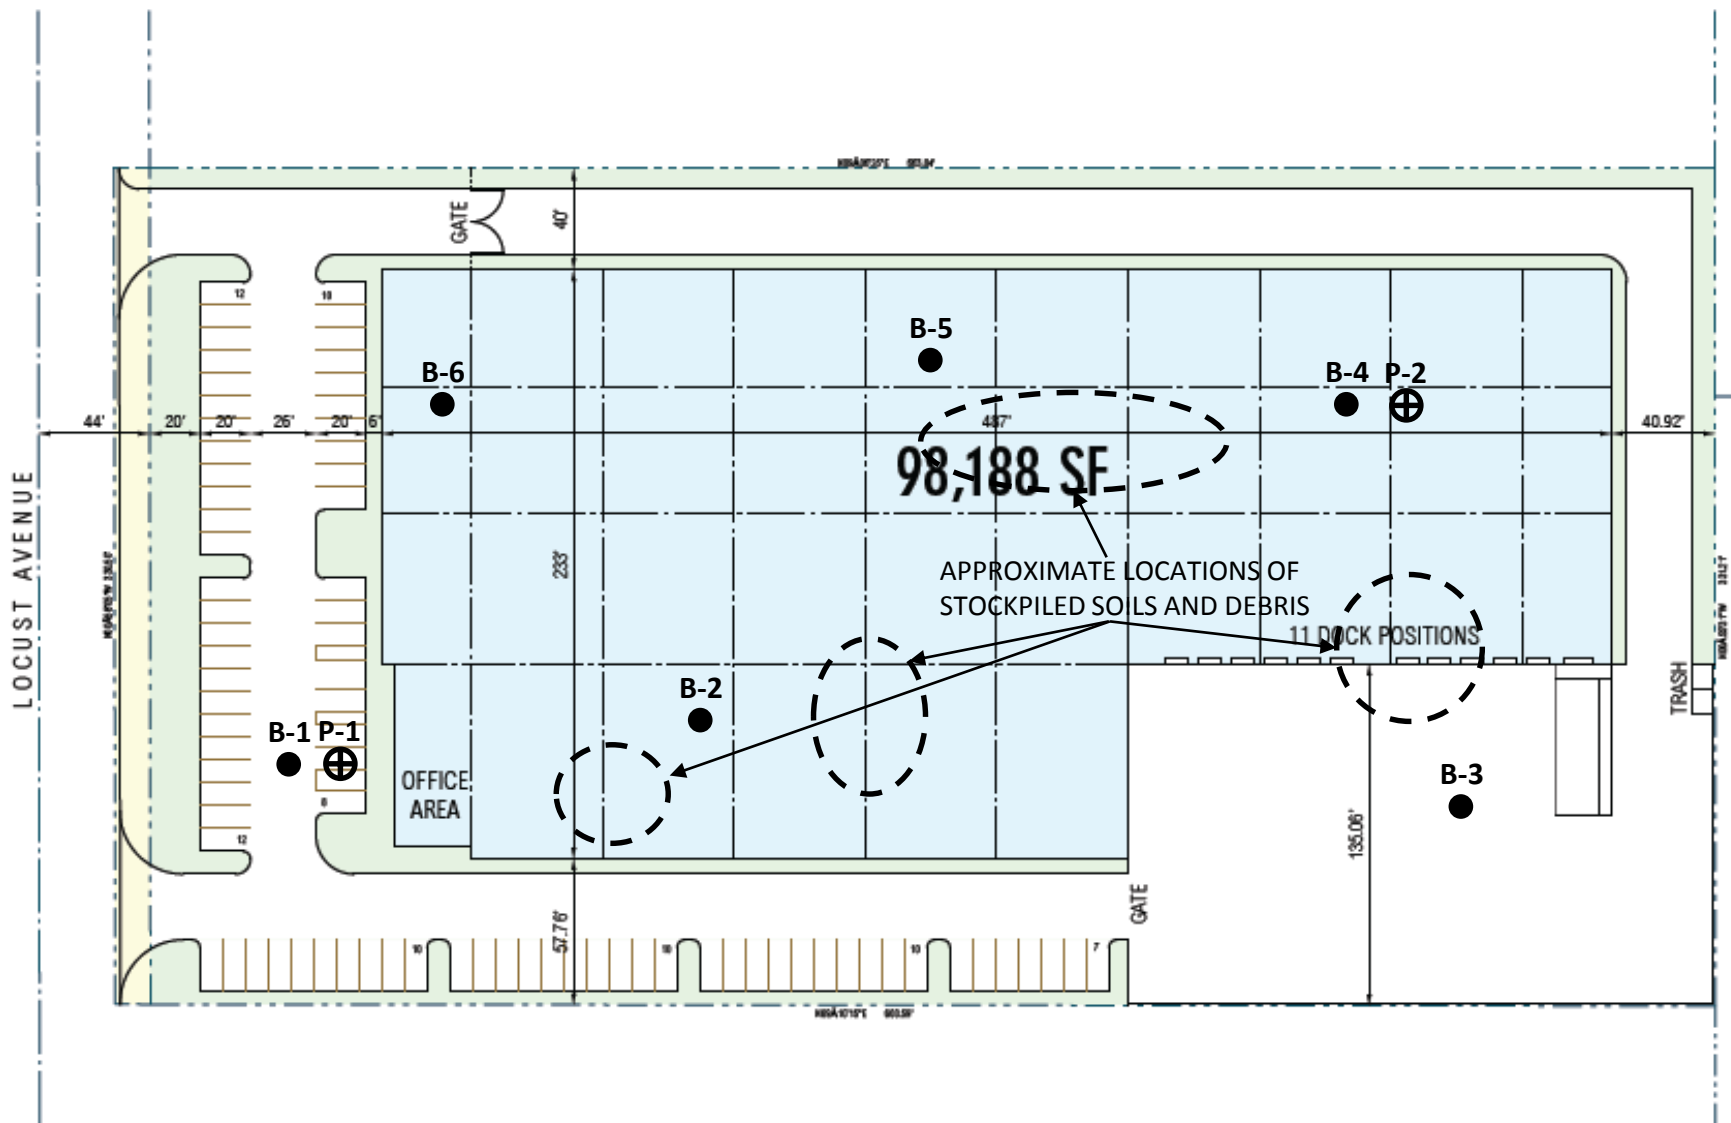 GATE
40'
12
10
B-5
B-6
B-4
P-2
44'
20'
20'
26'
20'
6'
487'
40.92'
98,188 SF
LOCUST AVENUE
233'
APPROXIMATE LOCATIONS OF
STOCKPILED SOILS AND DEBRIS
11 DOCK POSITIONS
TRASH
B-2
B-1
P-1
OFFICE
AREA
B-3
8
12
135.06'
GATE
57.76'
10
10
10
7